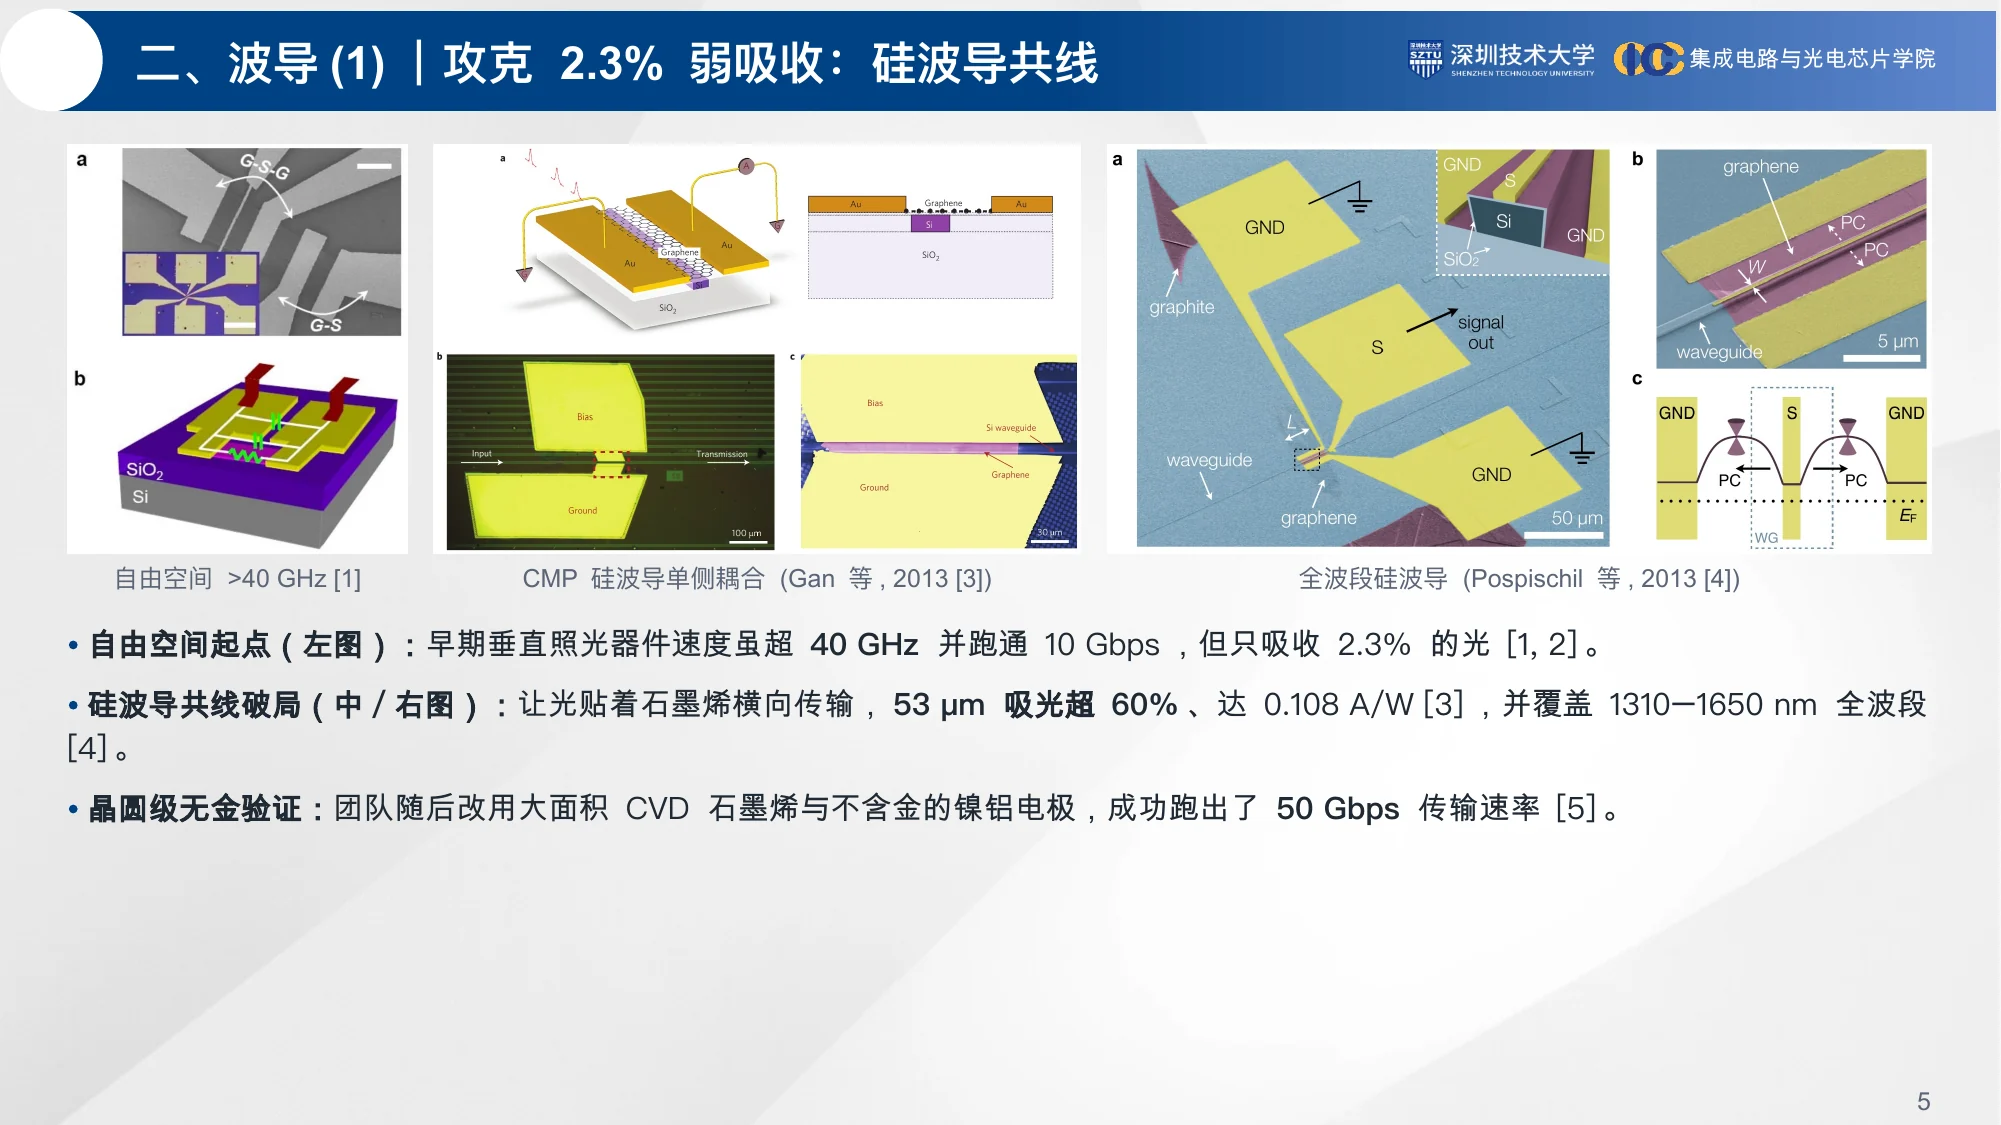 二、波导 (1) ｜攻克 2.3% 弱吸收：硅波导共线
深圳技术大学
SHENZHEN TECHNOLOGY UNIVERSITY
SZTU
集成电路与光电芯片学院
a
G-S-G
G-S
b
SiO2
Si
a
A
Au
Graphene
Au
Si
SiO2
Au
Graphene
Au
Si
SiO2
b
Bias
Input
Transmission
Ground
100 µm
c
Bias
Si waveguide
Graphene
Ground
30 µm
a
GND
graphite
S
signal
out
L
waveguide
graphene
GND
50 µm
GND
S
Si
GND
SiO2
b
graphene
PC
PC
W
waveguide
5 µm
c
GND
S
GND
PC
PC
EF
WG
自由空间 >40 GHz [1]
CMP 硅波导单侧耦合 (Gan 等 , 2013 [3])
全波段硅波导 (Pospischil 等 , 2013 [4])
• 自由空间起点（左图）：早期垂直照光器件速度虽超 40 GHz 并跑通 10 Gbps ，但只吸收 2.3% 的光 [1, 2] 。
• 硅波导共线破局（中 / 右图）：让光贴着石墨烯横向传输，53 µm 吸光超 60% 、达 0.108 A/W [3] ，并覆盖 1310—1650 nm 全波段
[4] 。
• 晶圆级无金验证：团队随后改用大面积 CVD 石墨烯与不含金的镍铝电极，成功跑出了 50 Gbps 传输速率 [5] 。
5